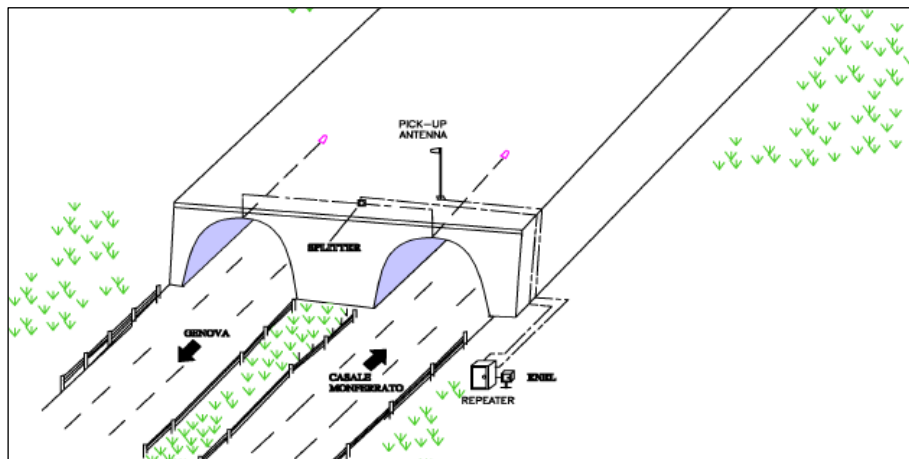 PICK-UP
ANTENNA
SPLITTER
GENOVA
CASALE
MONFERRATO
ENEL
REPEATER